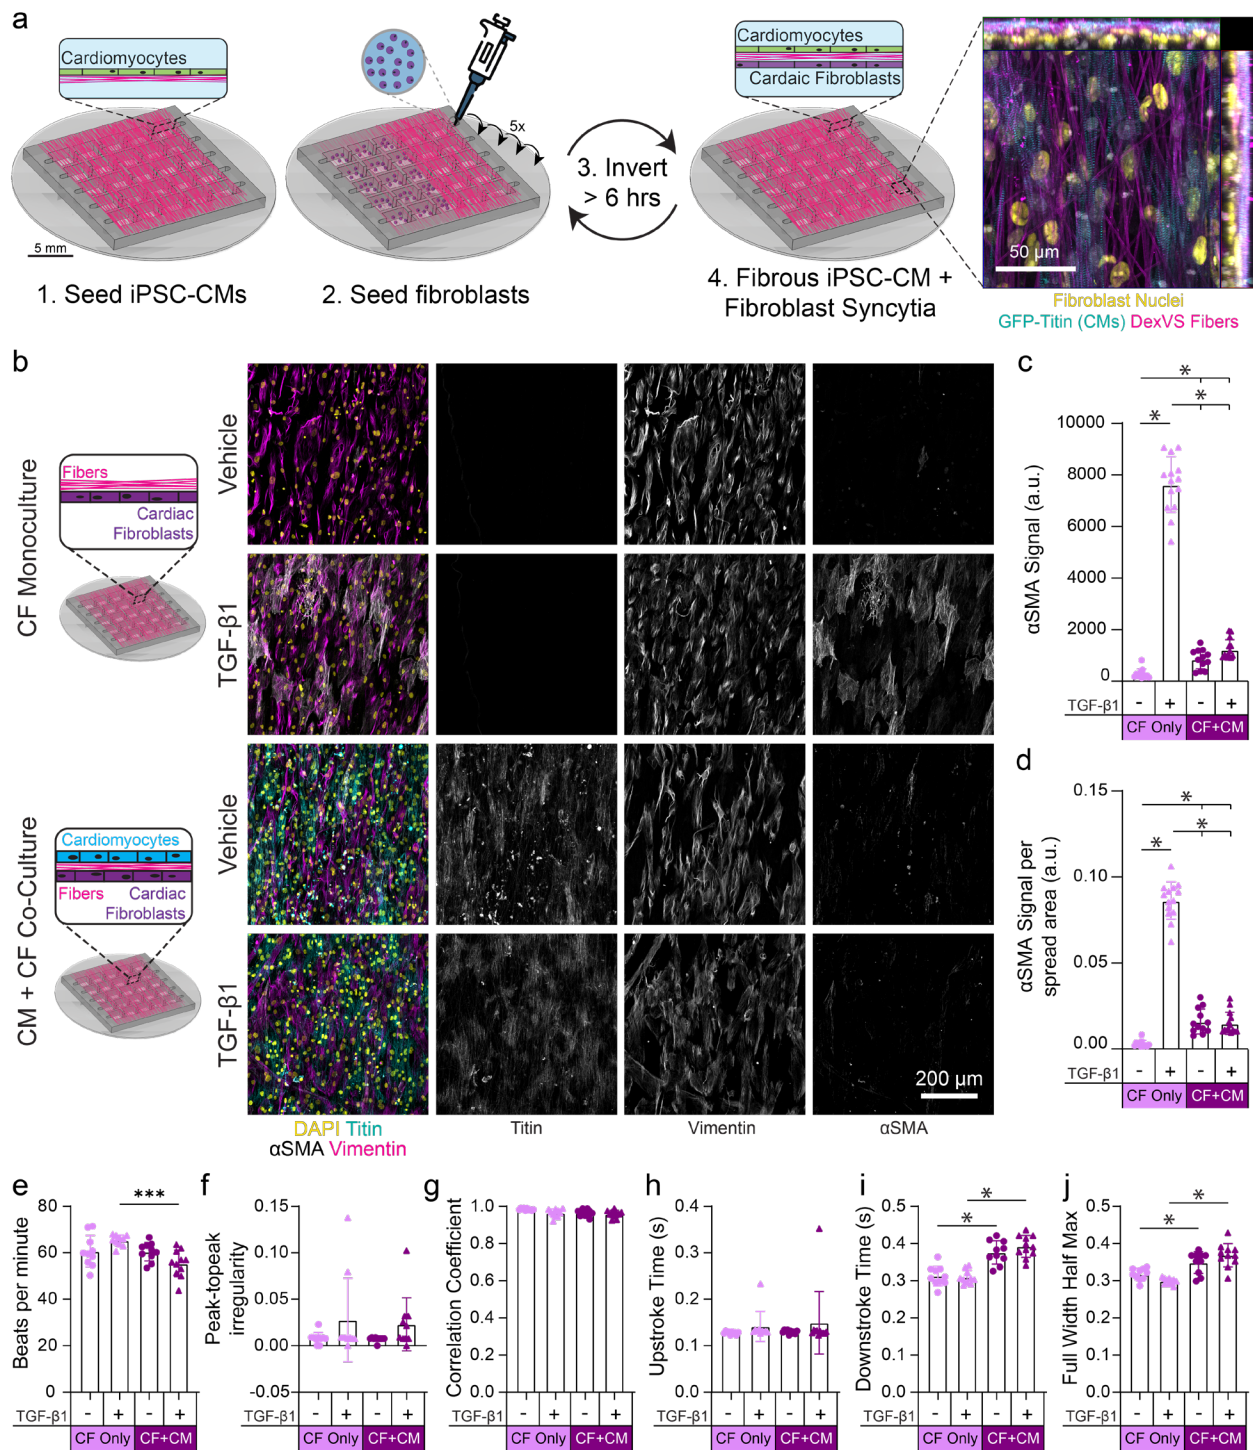 a
Cardiomyocytes
5x
Cardiomyocytes
Cardaic Fibroblasts
3. Invert
> 6 hrs
5 mm
50 µm
1. Seed iPSC-CMs
2. Seed fibroblasts
4. Fibrous iPSC-CM +
Fibroblast Syncytia
Fibroblast Nuclei
GFP-Titin (CMs) DexVS Fibers
b
CF Monoculture
Fibers
Cardiac
Fibroblasts
Vehicle
TGF-β1
CM + CF Co-Culture
Cardiomyocytes
Fibers
Cardiac
Fibroblasts
Vehicle
TGF-β1
200 µm
DAPI Titin
αSMA Vimentin
Titin
Vimentin
αSMA
c
αSMA Signal (a.u.)
10000
8000
6000
4000
2000
0
* * *
TGF-β1 - + - +
CF Only CF+CM
d
αSMA Signal per
spread area (a.u.)
0.15
0.10
0.05
0.00
* * *
TGF-β1 - + - +
CF Only CF+CM
e
Beats per minute
80
60
40
20
0
***
TGF-β1 - + - +
CF Only CF+CM
f
Peak-topeak
irregularity
0.15
0.10
0.05
0.00
-0.05
- + - +
CF Only CF+CM
g
Correlation Coefficient
1.0
0.8
0.6
0.4
0.2
0.0
- + - +
CF Only CF+CM
h
Upstroke Time (s)
0.4
0.3
0.2
0.1
0.0
TGF-β1 - + - +
CF Only CF+CM
i
Downstroke Time (s)
0.5
0.4
0.3
0.2
0.1
0.0
* *
- + - +
CF Only CF+CM
j
Full Width Half Max
0.5
0.4
0.3
0.2
0.1
0.0
* *
TGF-β1 - + - +
CF Only CF+CM